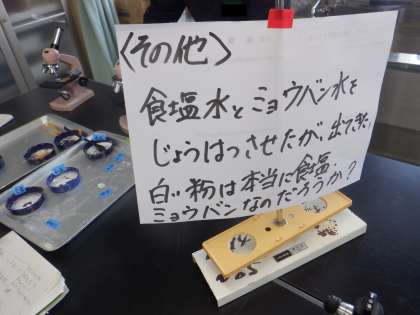 〈その他〉
食塩水とミョウバン水を
じょうはつさせたが、出てきた
白い粉は本当に食塩、
ミョウバンなのだろうか?